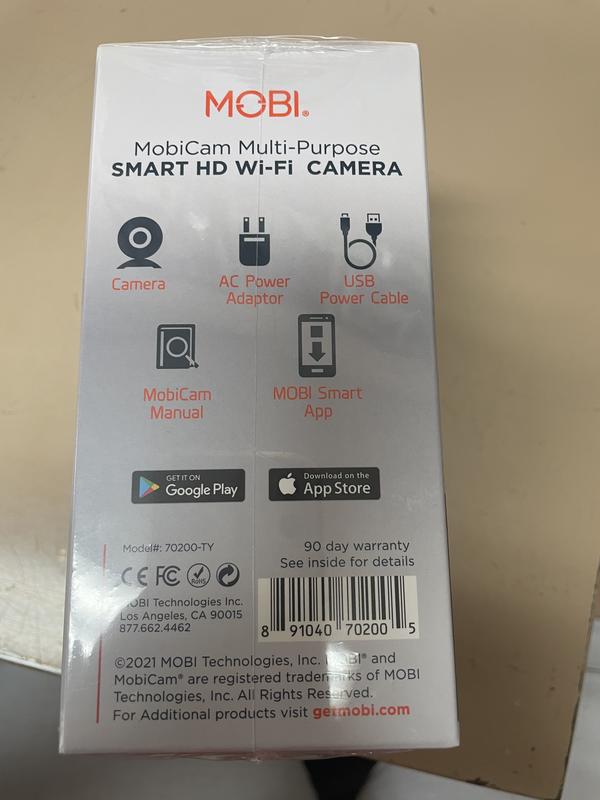 MOBI®
MobiCam Multi-Purpose
SMART HD Wi-Fi CAMERA
Camera
AC Power
Adaptor
USB
Power Cable
MobiCam
Manual
MOBI Smart
App
GET IT ON
Google Play
Download on the
App Store
Model#: 70200-TY
90 day warranty
See inside for details
CE FC RoHS
MOBI Technologies Inc.
Los Angeles, CA 90015
877.662.4462
8 91040 70200 5
©2021 MOBI Technologies, Inc. MOBI® and
MobiCam® are registered trademarks of MOBI
Technologies, Inc. All Rights Reserved.
For Additional products visit getmobi.com